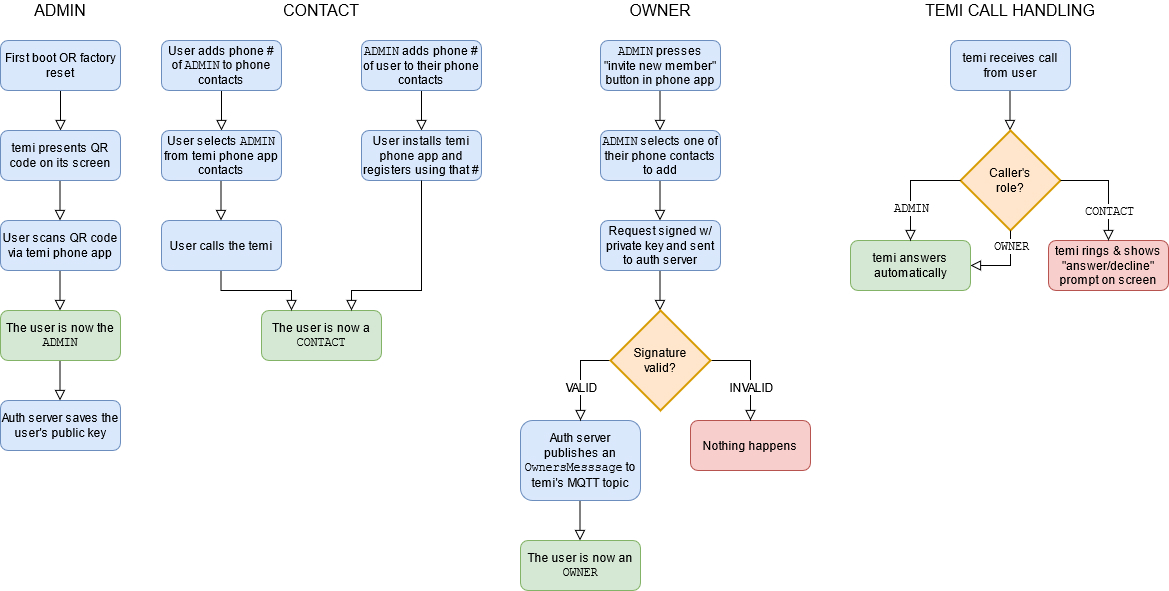 ADMIN
First boot OR factory
reset
temi presents QR
code on its screen
User scans QR code
via temi phone app
The user is now the
ADMIN
Auth server saves the
user's public key
CONTACT
User adds phone #
of ADMIN to phone
contacts
User selects ADMIN
from temi phone app
contacts
User calls the temi
ADMIN adds phone #
of user to their phone
contacts
User installs temi
phone app and
registers using that #
The user is now a
CONTACT
OWNER
ADMIN presses
"invite new member"
button in phone app
ADMIN selects one of
their phone contacts
to add
Request signed w/
private key and sent
to auth server
Signature
valid?
VALID
INVALID
Auth server
publishes an
OwnersMesssage to
temi's MQTT topic
Nothing happens
The user is now an
OWNER
TEMI CALL HANDLING
temi receives call
from user
Caller's
role?
ADMIN
OWNER
CONTACT
temi answers
automatically
temi rings & shows
"answer/decline"
prompt on screen